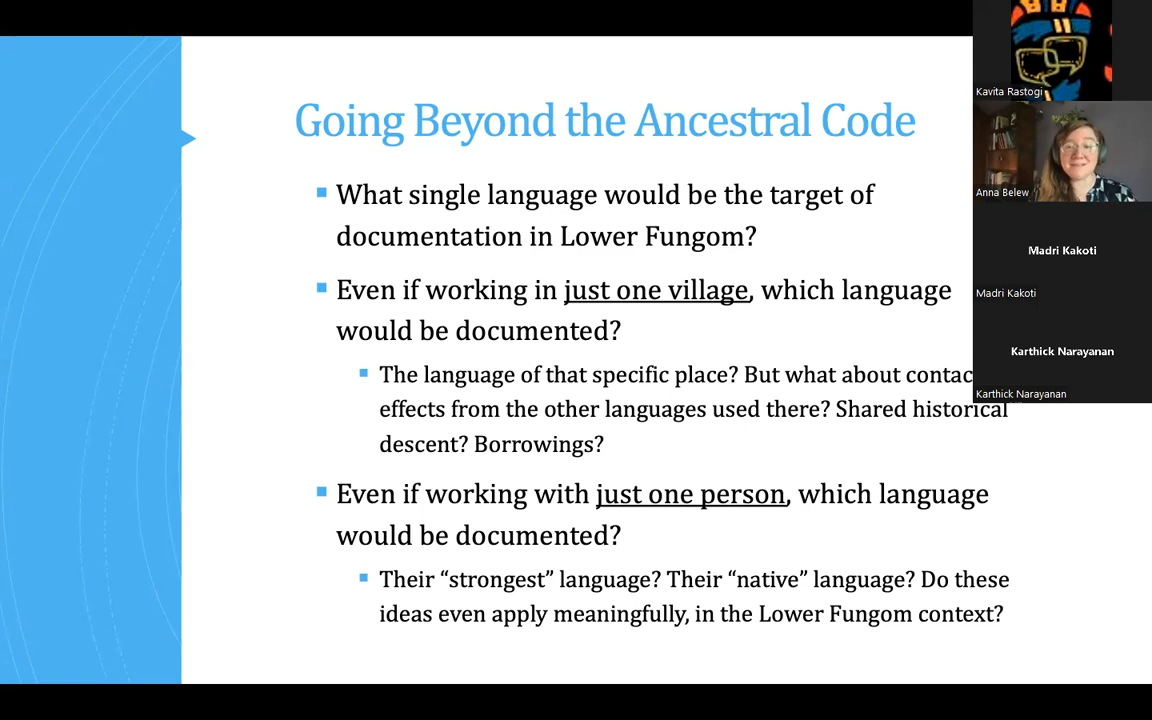 Going Beyond the Ancestral Code
What single language would be the target of
documentation in Lower Fungom?
Even if working in just one village, which language
would be documented?
The language of that specific place? But what about contac
effects from the other languages used there? Shared historical
descent? Borrowings?
Even if working with just one person, which language
would be documented?
Their “strongest” language? Their “native” language? Do these
ideas even apply meaningfully, in the Lower Fungom context?
Kavita Rastogi
Anna Belew
Madri Kakoti
Madri Kakoti
Karthick Narayanan
Karthick Narayanan